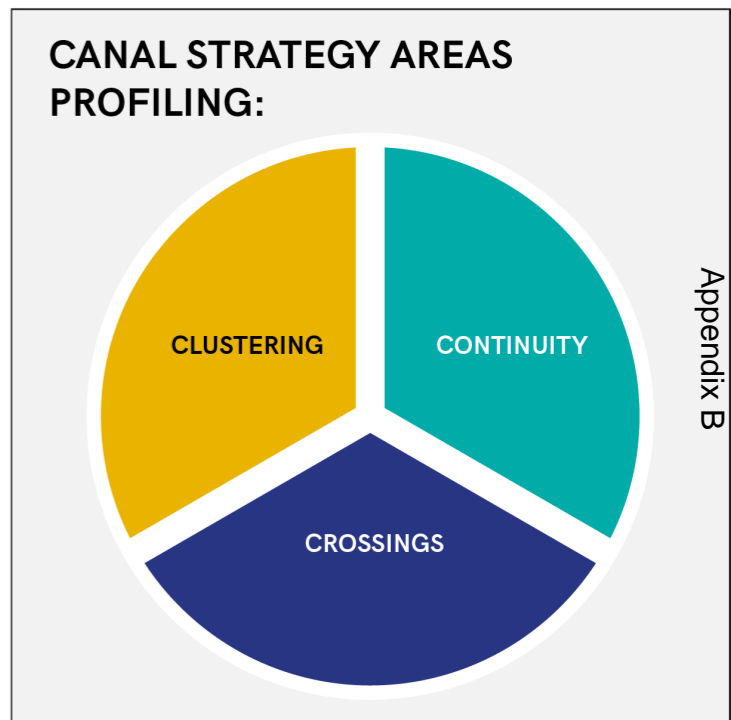 CANAL STRATEGY AREAS
PROFILING:
CLUSTERING
CONTINUITY
CROSSINGS
Appendix B